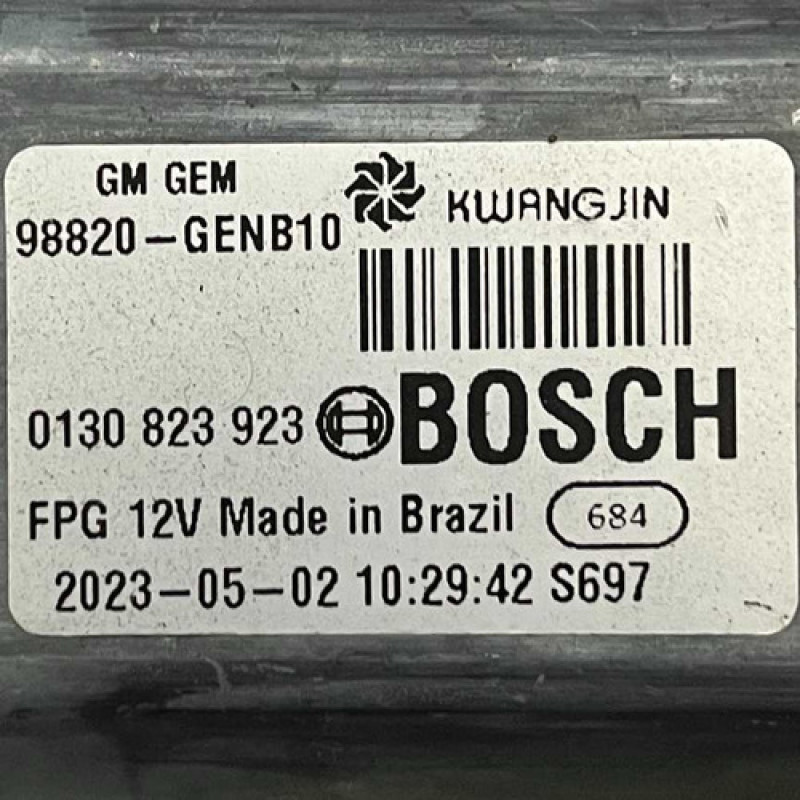 GM GEM KWANGJIN
98820-GENB10
0130 823 923 BOSCH
FPG 12V Made in Brazil 684
2023-05-02 10:29:42 S697